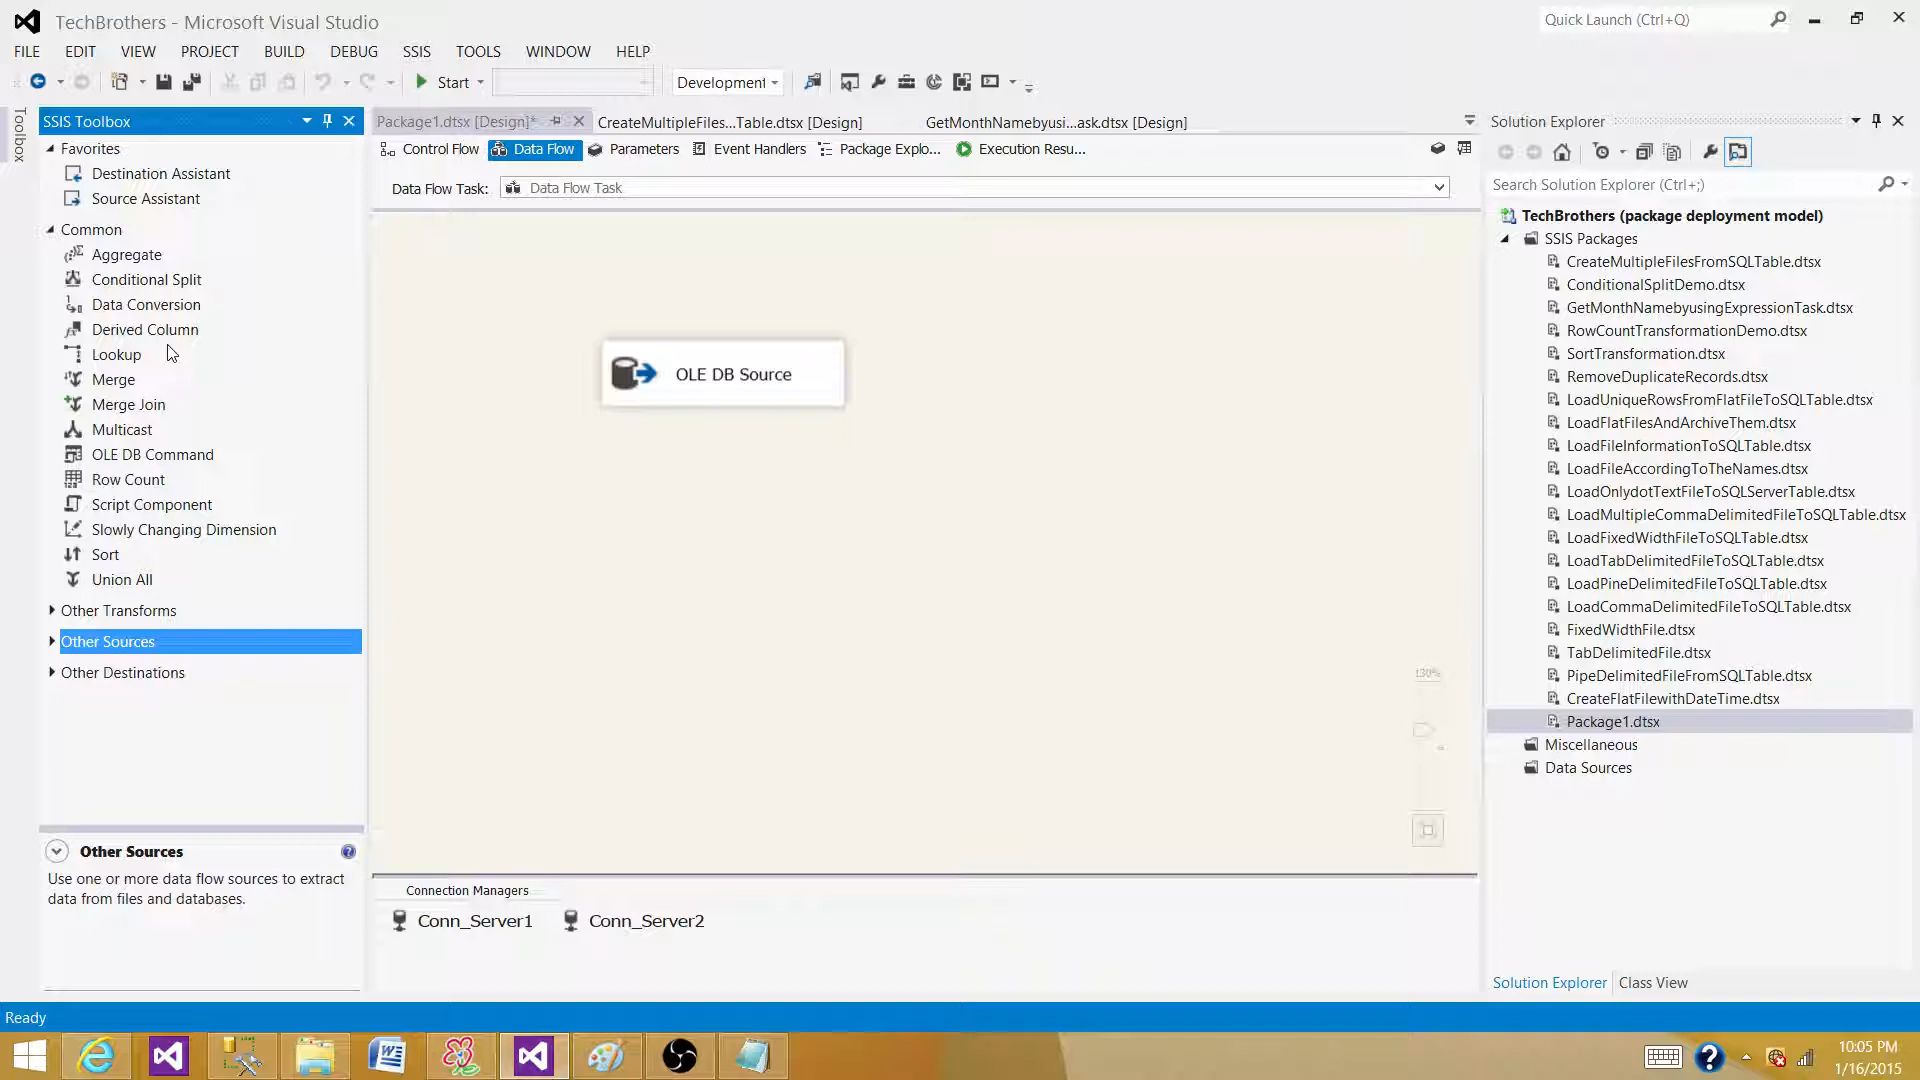 TechBrothers - Microsoft Visual Studio
Quick Launch (Ctrl+Q)
FILE EDIT VIEW PROJECT BUILD DEBUG SSIS TOOLS WINDOW HELP
Start Development
Toolbox
SSIS Toolbox
Favorites
Destination Assistant
Source Assistant
Common
Aggregate
Conditional Split
Data Conversion
Derived Column
Lookup
Merge
Merge Join
Multicast
OLE DB Command
Row Count
Script Component
Slowly Changing Dimension
Sort
Union All
Other Transforms
Other Sources
Other Destinations
Other Sources
Use one or more data flow sources to extract
data from files and databases.
Package1.dtsx [Design]* CreateMultipleFiles...Table.dtsx [Design] GetMonthNamebyusi...ask.dtsx [Design]
Control Flow Data Flow Parameters Event Handlers Package Explo... Execution Resu...
Data Flow Task: Data Flow Task
OLE DB Source
130%
Connection Managers
Conn_Server1 Conn_Server2
Solution Explorer
Search Solution Explorer (Ctrl+;)
TechBrothers (package deployment model)
SSIS Packages
CreateMultipleFilesFromSQLTable.dtsx
ConditionalSplitDemo.dtsx
GetMonthNamebyusingExpressionTask.dtsx
RowCountTransformationDemo.dtsx
SortTransformation.dtsx
RemoveDuplicateRecords.dtsx
LoadUniqueRowsFromFlatFileToSQLTable.dtsx
LoadFlatFilesAndArchiveThem.dtsx
LoadFileInformationToSQLTable.dtsx
LoadFileAccordingToTheNames.dtsx
LoadOnlydotTextFileToSQLServerTable.dtsx
LoadMultipleCommaDelimitedFileToSQLTable.dtsx
LoadFixedWidthFileToSQLTable.dtsx
LoadTabDelimitedFileToSQLTable.dtsx
LoadPineDelimitedFileToSQLTable.dtsx
LoadCommaDelimitedFileToSQLTable.dtsx
FixedWidthFile.dtsx
TabDelimitedFile.dtsx
PipeDelimitedFileFromSQLTable.dtsx
CreateFlatFilewithDateTime.dtsx
Package1.dtsx
Miscellaneous
Data Sources
Solution Explorer Class View
Ready
10:05 PM
1/16/2015